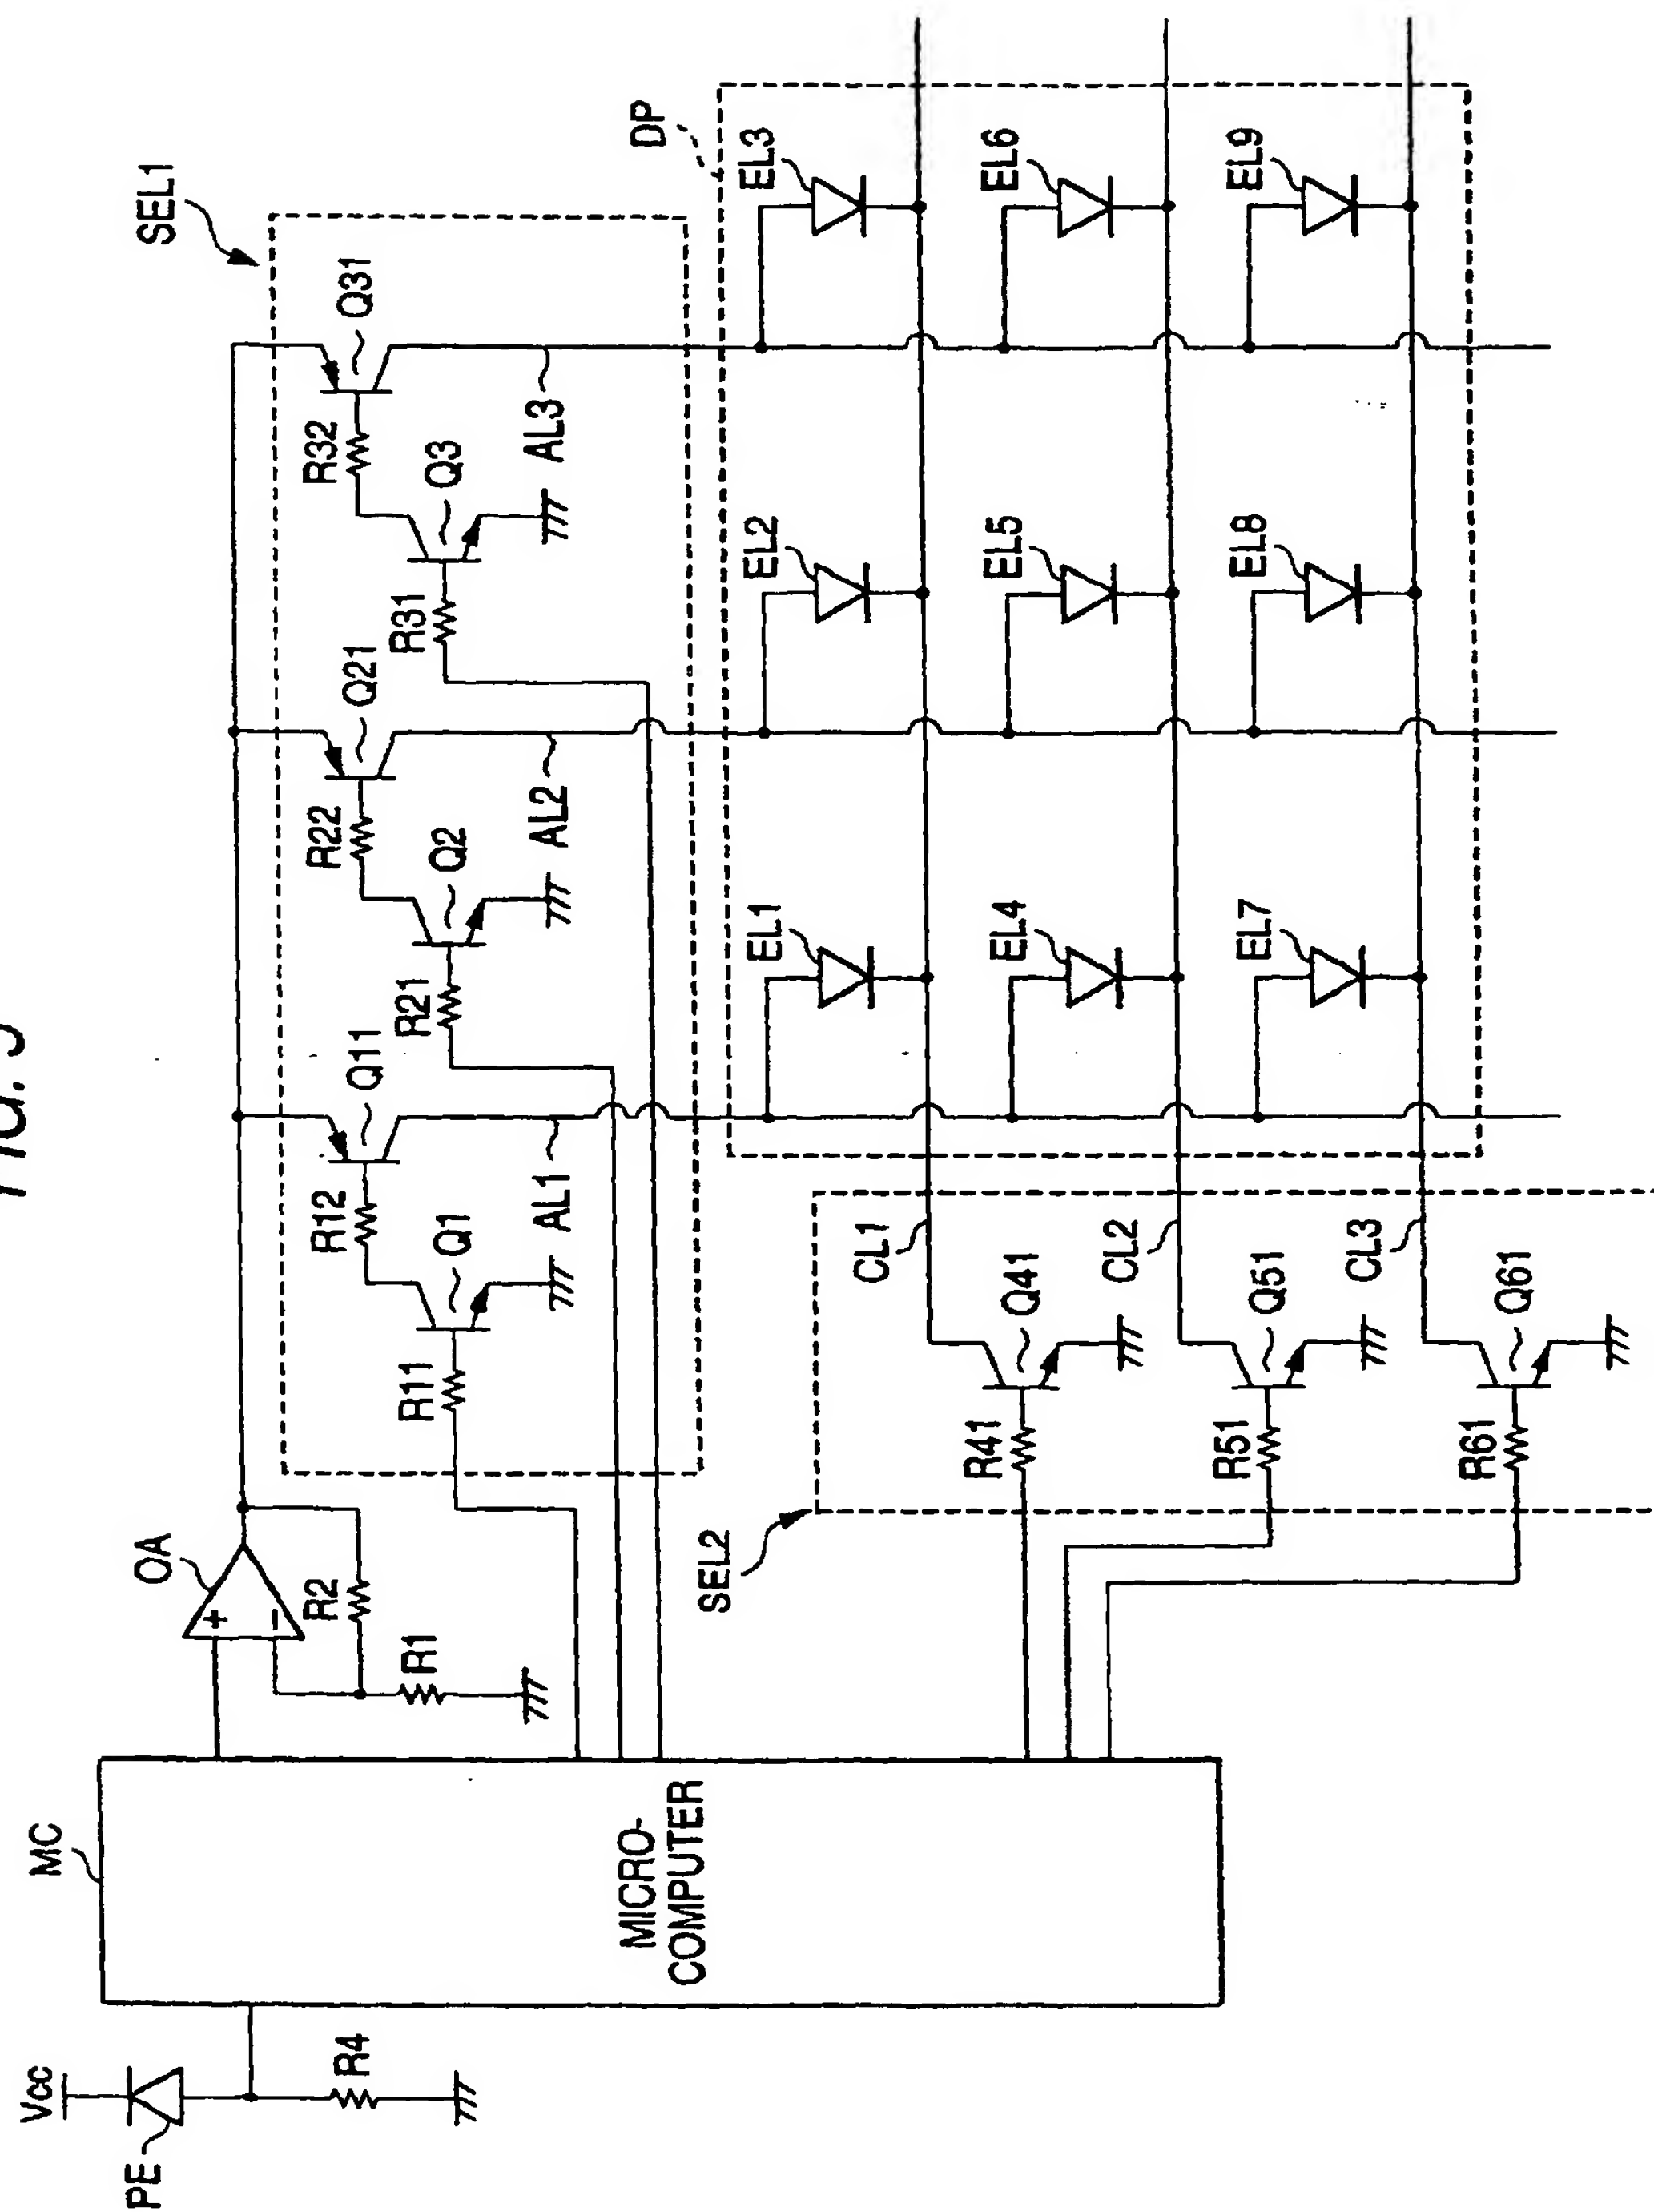 FIG.
Vcc
MC
PE
OA
SEL1
R4
R2
R12
Q11
R22
Q21
R32
Q31
R1
R11
Q1
R21
Q2
R31
Q3
AL1
AL2
AL3
MICRO-
COMPUTER
DP
SEL2
EL1
EL2
EL3
CL1
R41
Q41
EL4
EL5
EL6
CL2
R51
Q51
EL7
EL8
EL9
CL3
R61
Q61